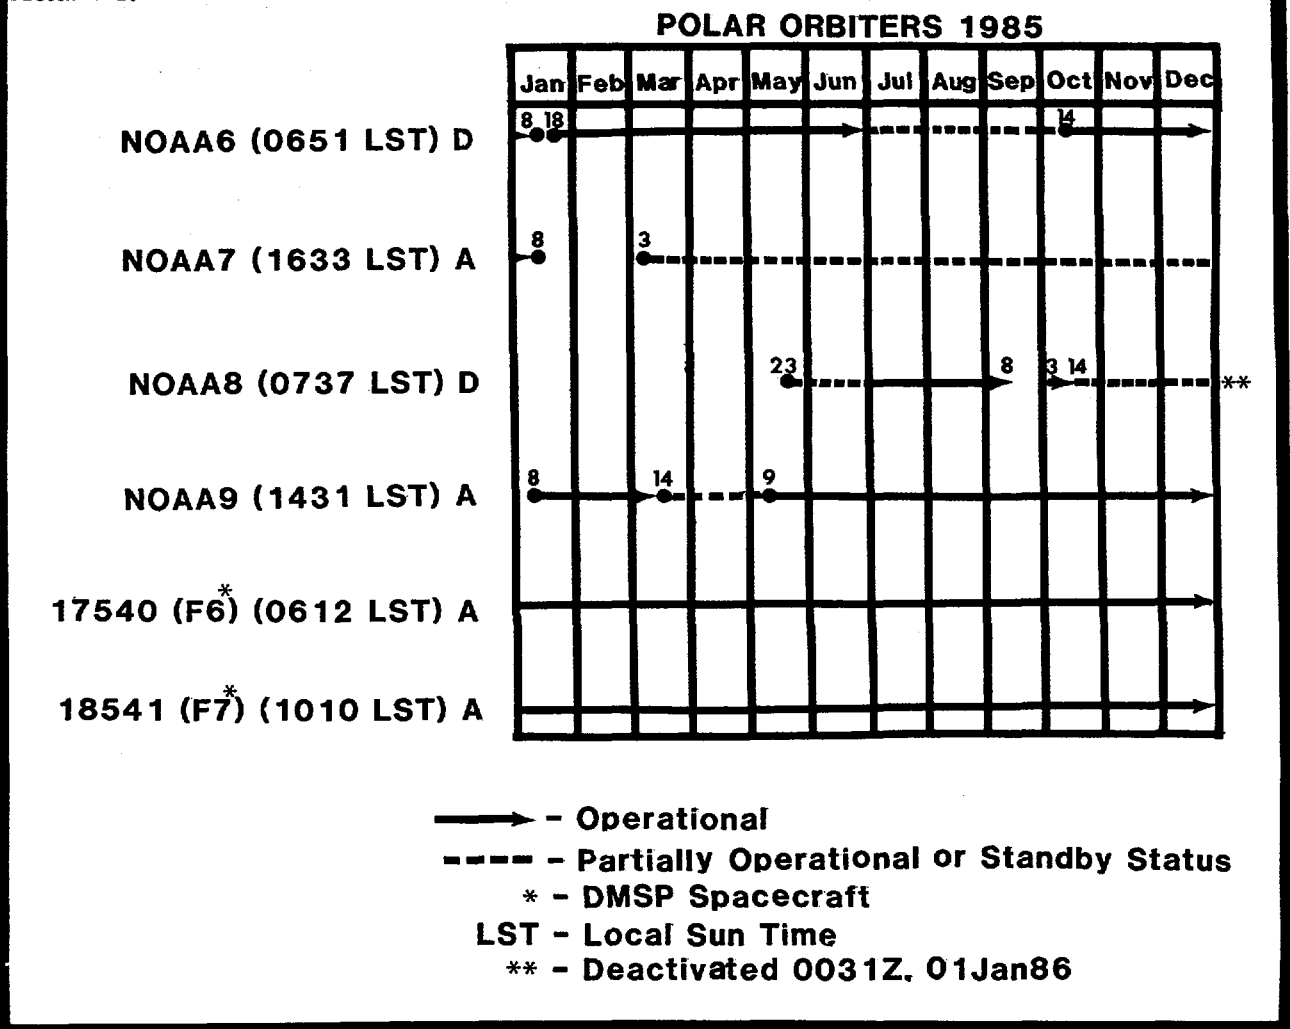 POLAR ORBITERS 1985
Jan Feb Mar Apr May Jun Jul Aug Sep Oct Nov Dec
NOAA6 (0651 LST) D 8 18 14
NOAA7 (1633 LST) A 8 3
NOAA8 (0737 LST) D 23 8 3 14 **
NOAA9 (1431 LST) A 8 14 9
17540 (F6*) (0612 LST) A
18541 (F7*) (1010 LST) A
- Operational
- Partially Operational or Standby Status
* - DMSP Spacecraft
LST - Local Sun Time
** - Deactivated 0031Z, 01Jan86